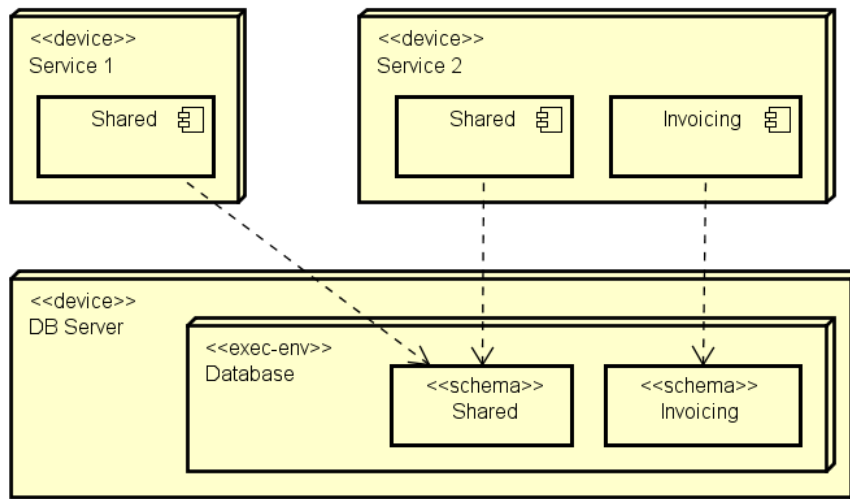 <<device>>
Service 1
Shared
<<device>>
Service 2
Shared
Invoicing
<<device>>
DB Server
<<exec-env>>
Database
<<schema>>
Shared
<<schema>>
Invoicing